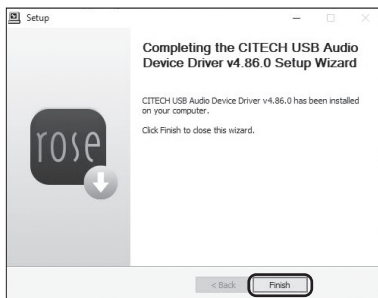 Setup
Completing the CITECH USB Audio
Device Driver v4.86.0 Setup Wizard
CITECH USB Audio Device Driver v4.86.0 has been installed
on your computer.
Click Finish to close this wizard.
rose
< Back Finish